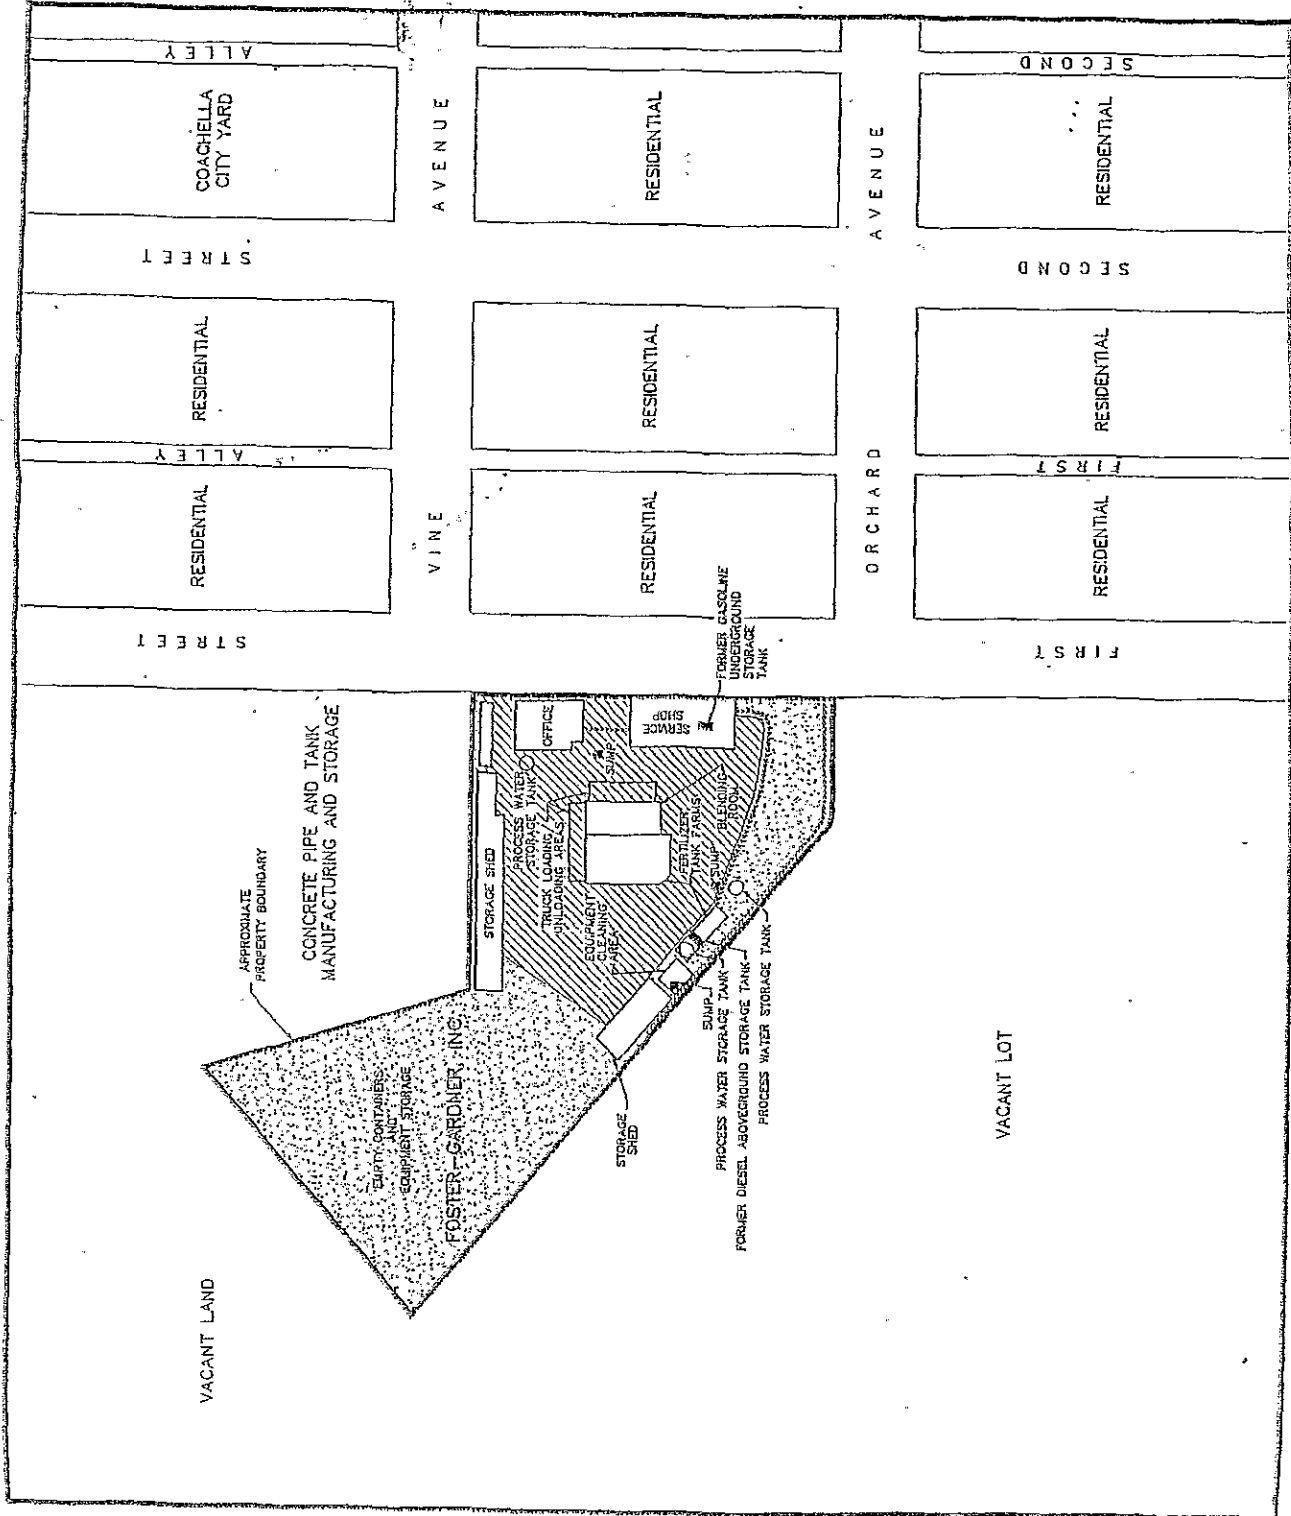 ALLEY
COACHELLA
CITY YARD
AVENUE
RESIDENTIAL
AVENUE
SECOND
RESIDENTIAL
STREET
SECOND
RESIDENTIAL
RESIDENTIAL
RESIDENTIAL
ALLEY
FIRST
RESIDENTIAL
VINE
RESIDENTIAL
ORCHARD
RESIDENTIAL
STREET
FIRST
FORMER GASOLINE
UNDERGROUND
STORAGE
TANK
CONCRETE PIPE AND TANK
MANUFACTURING AND STORAGE
APPROXIMATE
PROPERTY BOUNDARY
OFFICE
SERVICE
SHOP
SUMP
PROCESS WATER
STORAGE TANK
STORAGE SHED
TRUCK LOADING
UNLOADING AREAS
EQUIPMENT
CLEANING
AREA
FERTILIZER
TANK FARMS
SUMP
BLENDING
ROOM
SUMP
PROCESS WATER STORAGE TANK
FORMER DIESEL ABOVEGROUND STORAGE TANK
PROCESS WATER STORAGE TANK
STORAGE
SHED
EMPTY CONTAINERS
AND
EQUIPMENT STORAGE
FOSTER-GARDNER, INC.
VACANT LAND
VACANT LOT